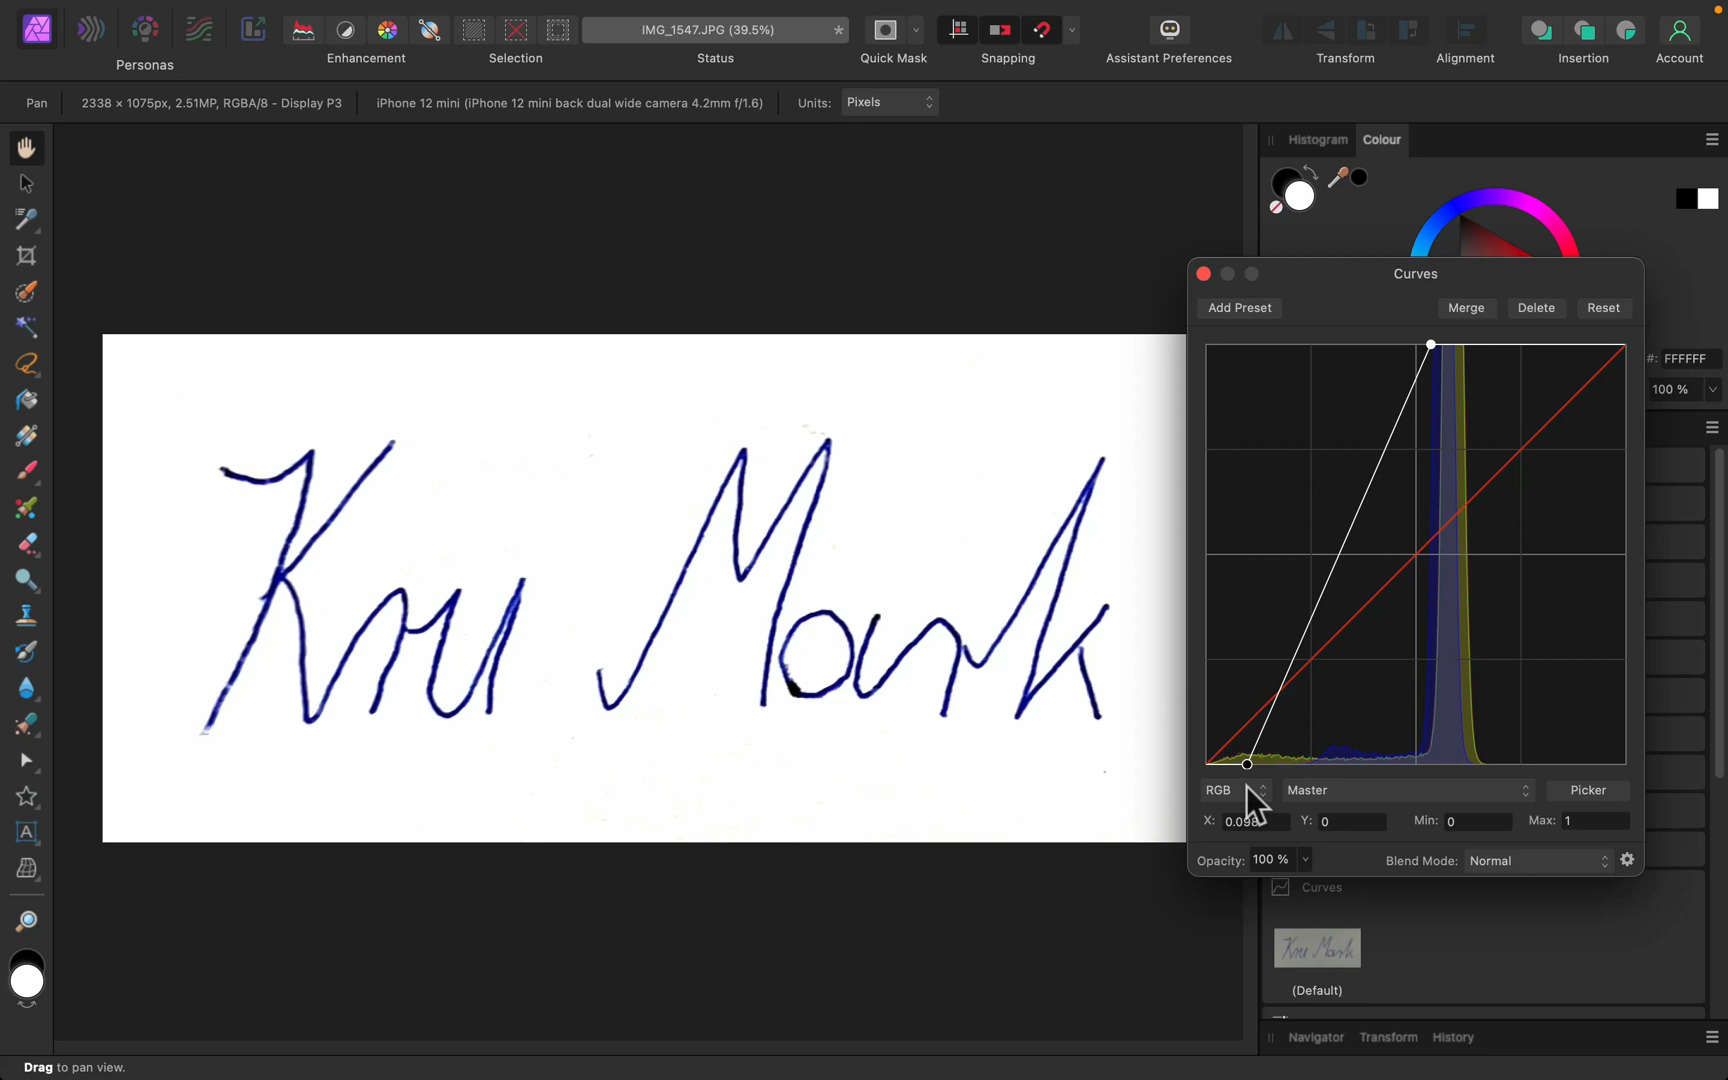 IMG_1547.JPG (39.5%)
*
Personas
Enhancement
Selection
Status
Quick Mask
Snapping
Assistant Preferences
Transform
Alignment
Insertion
Account
Pan
2338 × 1075px, 2.51MP, RGBA/8 - Display P3
iPhone 12 mini (iPhone 12 mini back dual wide camera 4.2mm f/1.6)
Units: Pixels
Histogram Colour
#: FFFFFF
100 %
Kru Mark
Curves
Add Preset Merge Delete Reset
RGB Master Picker
X: Y: 0 Min: 0 Max: 1
Opacity: 100 % Blend Mode: Normal
Curves
Kru Mark
(Default)
Navigator Transform History
Drag to pan view.